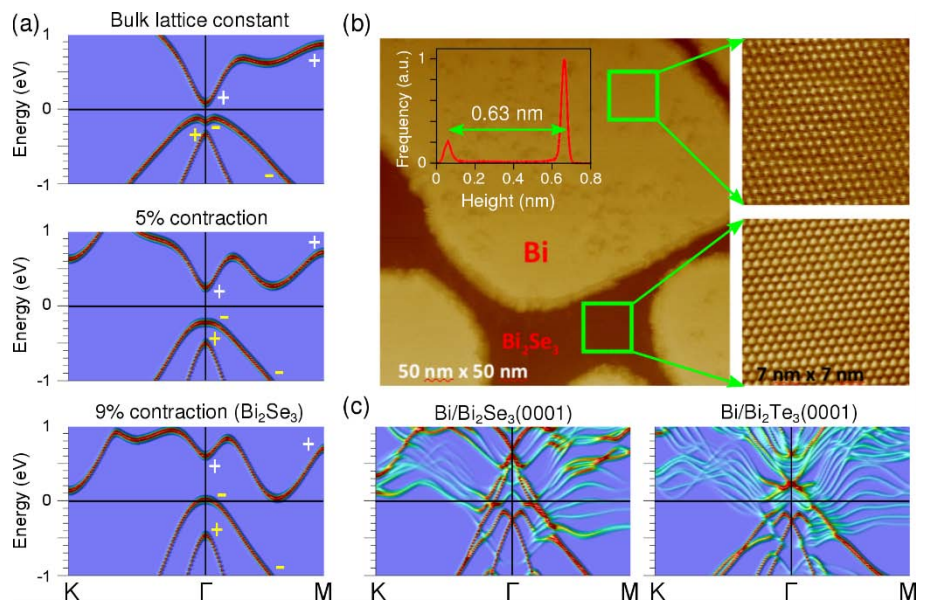 (a)
Bulk lattice constant
Energy (eV)
1
0
-1
+
+
+
-
-
5% contraction
Energy (eV)
1
0
-1
+
+
-
+
-
9% contraction (Bi₂Se₃)
Energy (eV)
1
0
-1
+
+
-
+
-
K
Γ
M
(b)
Frequency (a.u.)
1
0
0.63 nm
0
0.2
0.4
0.6
0.8
Height (nm)
Bi
Bi₂Se₃
50 nm x 50 nm
7 nm x 7 nm
(c)
Bi/Bi₂Se₃(0001)
K
Γ
M
Bi/Bi₂Te₃(0001)
K
Γ
M